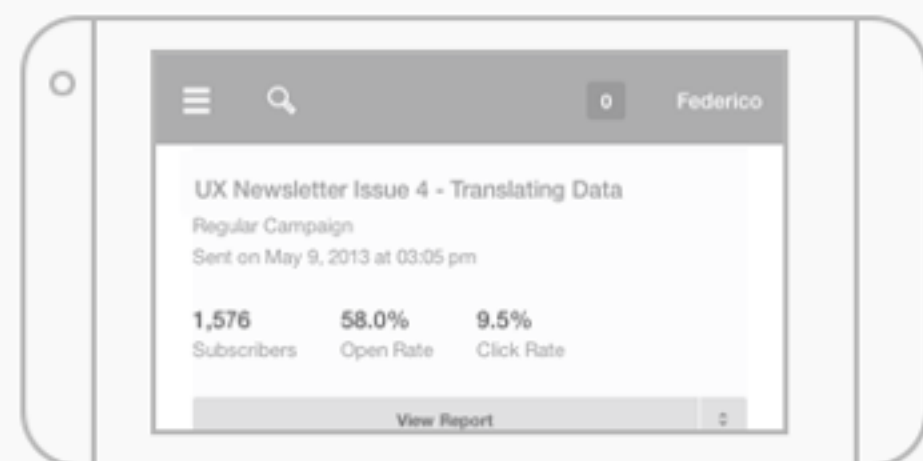 0 Federico
UX Newsletter Issue 4 - Translating Data
Regular Campaign
Sent on May 9, 2013 at 03:05 pm
1,576 58.0% 9.5%
Subscribers Open Rate Click Rate
View Report